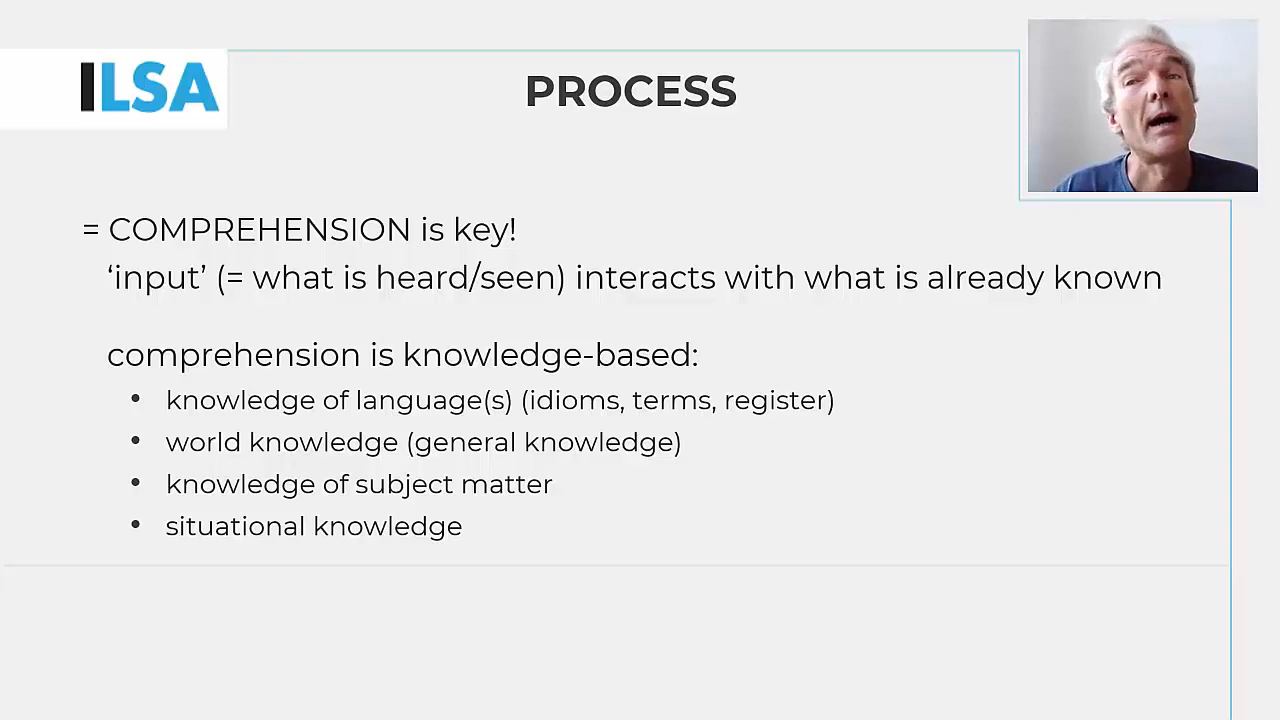 ILSA
PROCESS
= COMPREHENSION is key!
‘input’ (= what is heard/seen) interacts with what is already known
comprehension is knowledge-based:
• knowledge of language(s) (idioms, terms, register)
• world knowledge (general knowledge)
• knowledge of subject matter
• situational knowledge